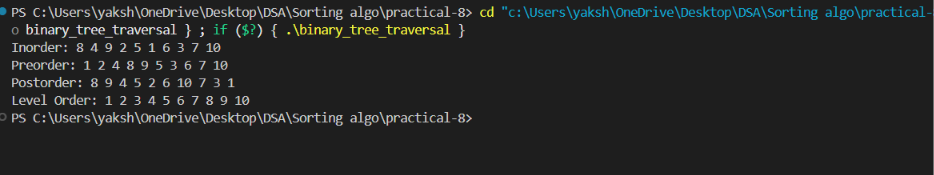 PS C:\Users\yaksh\OneDrive\Desktop\DSA\Sorting algo\practical-8> cd "c:\Users\yaksh\OneDrive\Desktop\DSA\Sorting algo\practical-
o binary_tree_traversal } ; if ($?) { .\binary_tree_traversal }
Inorder: 8 4 9 2 5 1 6 3 7 10
Preorder: 1 2 4 8 9 5 3 6 7 10
Postorder: 8 9 4 5 2 6 10 7 3 1
Level Order: 1 2 3 4 5 6 7 8 9 10
PS C:\Users\yaksh\OneDrive\Desktop\DSA\Sorting algo\practical-8>